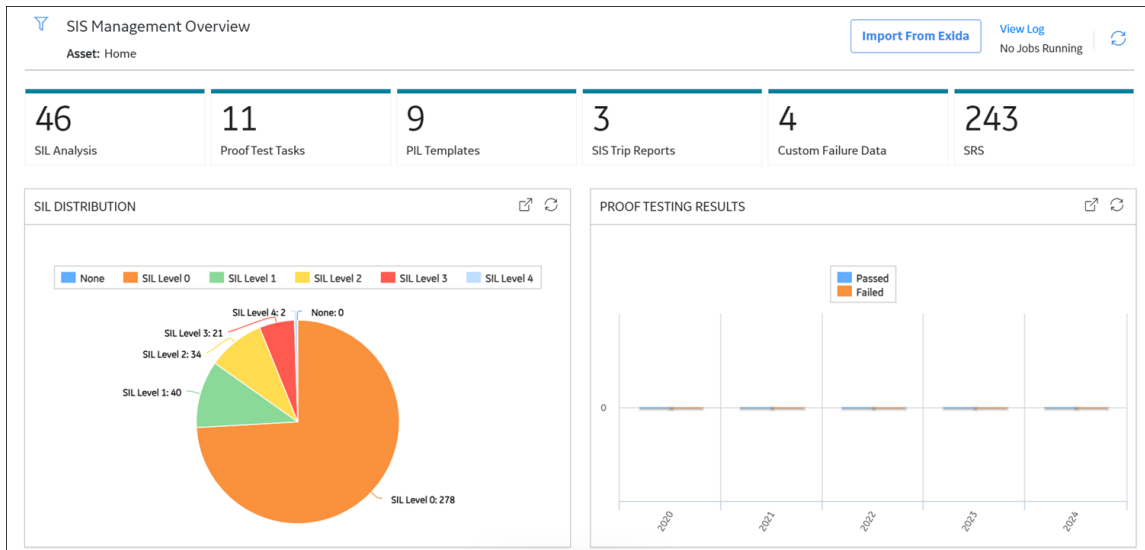 SIS Management Overview
Asset: Home
Import From Exida
View Log
No Jobs Running
46
SIL Analysis
11
Proof Test Tasks
9
PIL Templates
3
SIS Trip Reports
4
Custom Failure Data
243
SRS
SIL DISTRIBUTION
None
SIL Level 0
SIL Level 1
SIL Level 2
SIL Level 3
SIL Level 4
SIL Level 4: 2
None: 0
SIL Level 3: 21
SIL Level 2: 34
SIL Level 1: 40
SIL Level 0: 278
PROOF TESTING RESULTS
Passed
Failed
0
2020
2021
2022
2023
2024